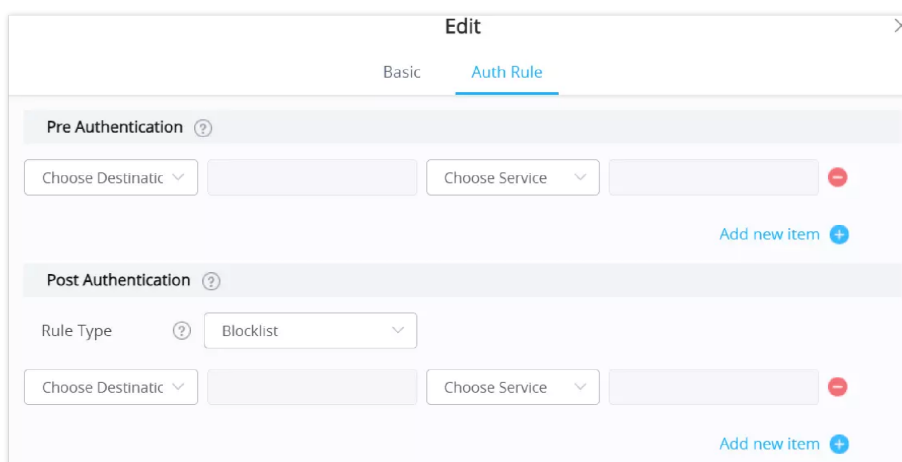 Edit
Basic Auth Rule
Pre Authentication ?
Choose Destinatic Choose Service
Add new item
Post Authentication ?
Rule Type ? Blocklist
Choose Destinatic Choose Service
Add new item